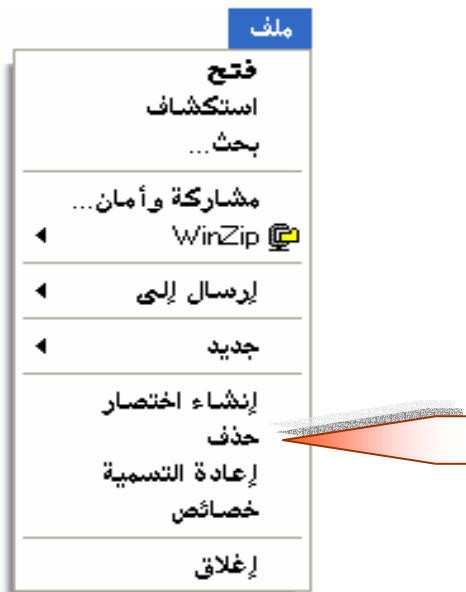 ملف
فتح
استكشاف
بحث...
مشاركة وأمان...
WinZip
إرسال إلى
جديد
إنشاء اختصار
حذف
إعادة التسمية
خصائص
إغلاق